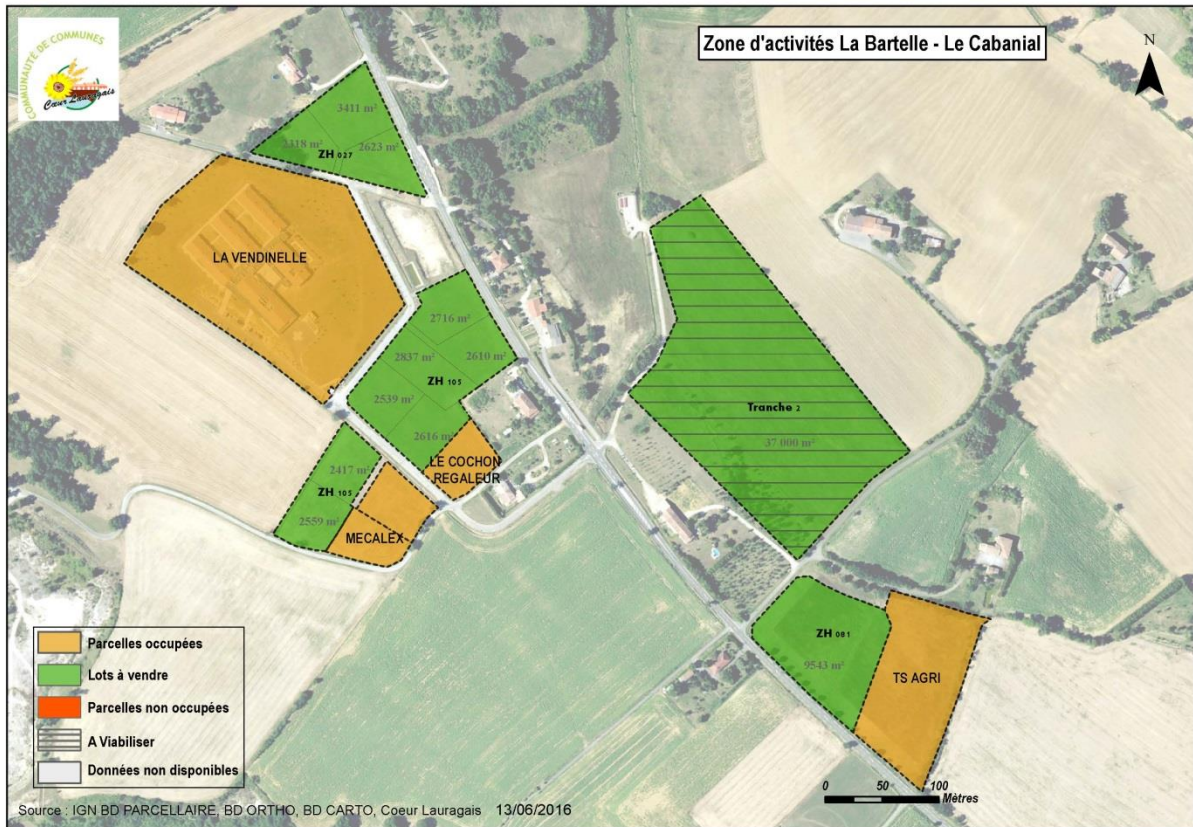 COMMUNAUTÉ DE COMMUNES
Cœur Lauragais
Zone d'activités La Bartelle - Le Cabanial
N
3411 m²
2318 m²
ZH 027
2623 m²
LA VENDINELLE
2716 m²
2837 m²
2610 m²
ZH 105
2539 m²
2616 m²
LE COCHON
REGALEUR
2417 m²
ZH 105
2559 m²
MECALEX
Tranche 2
37 000 m²
ZH 081
9543 m²
TS AGRI
Parcelles occupées
Lots à vendre
Parcelles non occupées
A Viabiliser
Données non disponibles
0 50 100
Mètres
Source : IGN BD PARCELLAIRE, BD ORTHO, BD CARTO, Coeur Lauragais 13/06/2016